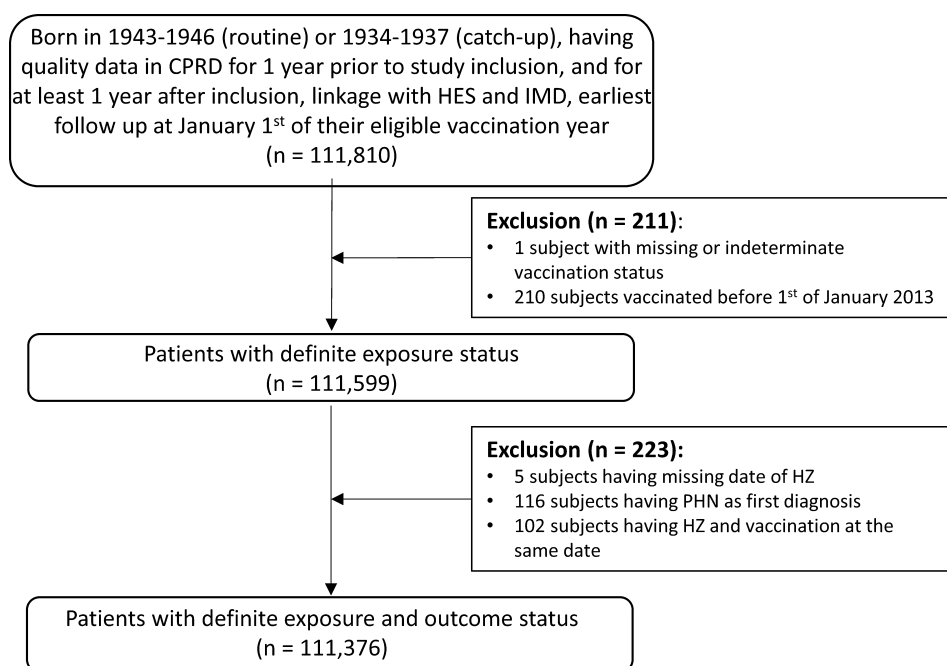 Born in 1943-1946 (routine) or 1934-1937 (catch-up), having
quality data in CPRD for 1 year prior to study inclusion, and for
at least 1 year after inclusion, linkage with HES and IMD, earliest
follow up at January 1st of their eligible vaccination year
(n = 111,810)
Exclusion (n = 211):
• 1 subject with missing or indeterminate
vaccination status
• 210 subjects vaccinated before 1st of January 2013
Patients with definite exposure status
(n = 111,599)
Exclusion (n = 223):
• 5 subjects having missing date of HZ
• 116 subjects having PHN as first diagnosis
• 102 subjects having HZ and vaccination at the
same date
Patients with definite exposure and outcome status
(n = 111,376)